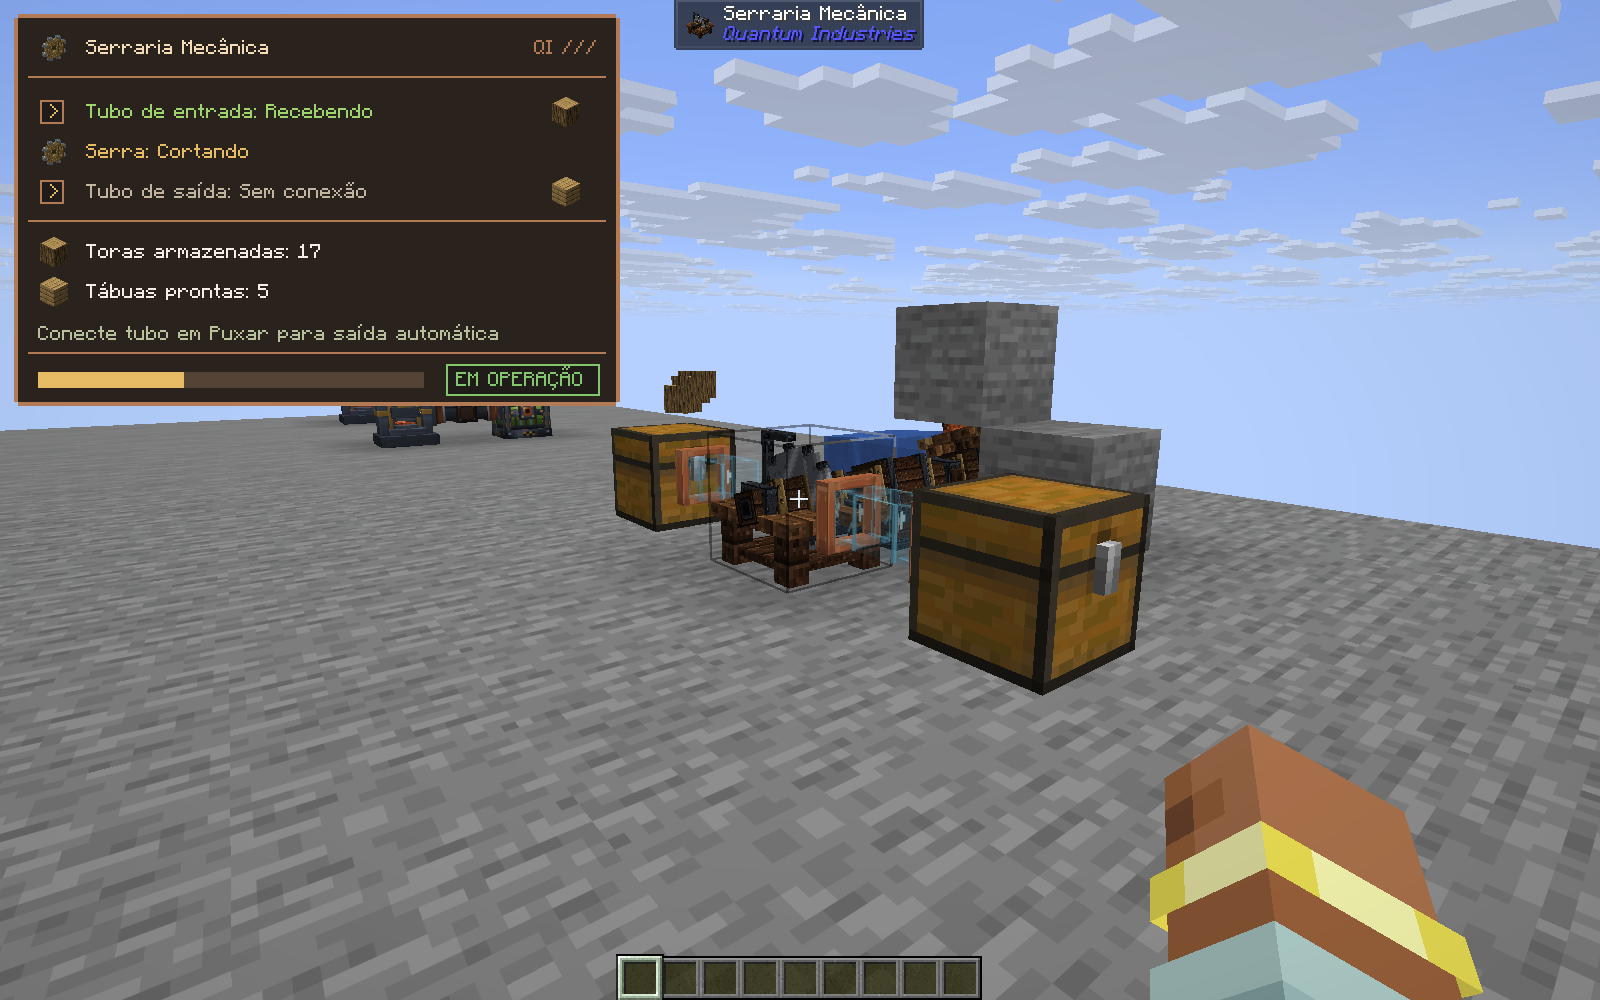 Serraria Mecânica
QI ///
Tubo de entrada: Recebendo
Serra: Cortando
Tubo de saída: Sem conexão
Toras armazenadas: 17
Tábuas prontas: 5
Conecte tubo em Puxar para saída automática
EM OPERAÇÃO
Serraria Mecânica
Quantum Industries